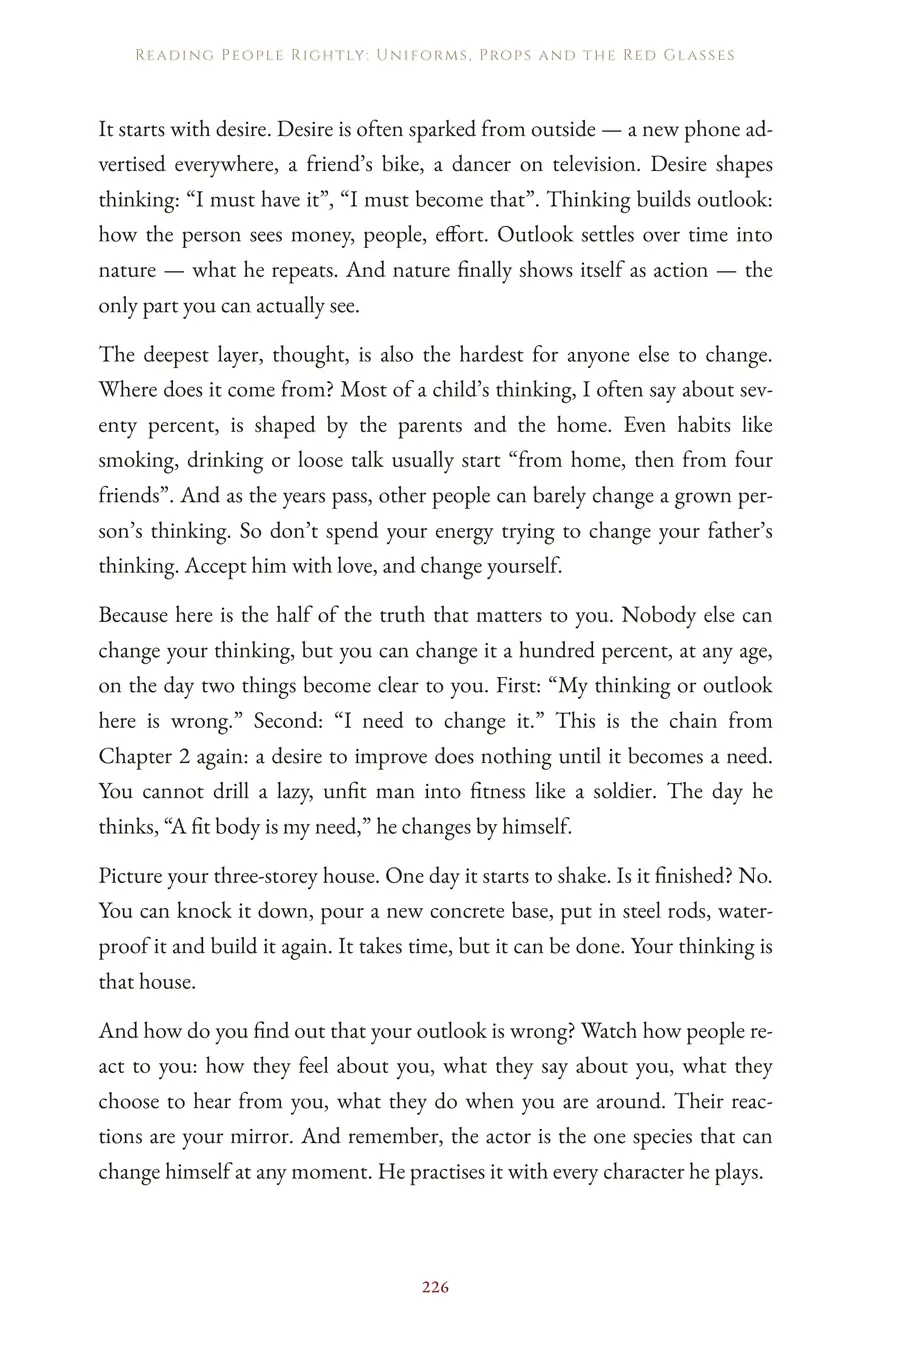 Reading People Rightly: Uniforms, Props and the Red Glasses
It starts with desire. Desire is often sparked from outside — a new phone ad-
vertised everywhere, a friend’s bike, a dancer on television. Desire shapes
thinking: “I must have it”, “I must become that”. Thinking builds outlook:
how the person sees money, people, effort. Outlook settles over time into
nature — what he repeats. And nature finally shows itself as action — the
only part you can actually see.
The deepest layer, thought, is also the hardest for anyone else to change.
Where does it come from? Most of a child’s thinking, I often say about sev-
enty percent, is shaped by the parents and the home. Even habits like
smoking, drinking or loose talk usually start “from home, then from four
friends”. And as the years pass, other people can barely change a grown per-
son’s thinking. So don’t spend your energy trying to change your father’s
thinking. Accept him with love, and change yourself.
Because here is the half of the truth that matters to you. Nobody else can
change your thinking, but you can change it a hundred percent, at any age,
on the day two things become clear to you. First: “My thinking or outlook
here is wrong.” Second: “I need to change it.” This is the chain from
Chapter 2 again: a desire to improve does nothing until it becomes a need.
You cannot drill a lazy, unfit man into fitness like a soldier. The day he
thinks, “A fit body is my need,” he changes by himself.
Picture your three-storey house. One day it starts to shake. Is it finished? No.
You can knock it down, pour a new concrete base, put in steel rods, water-
proof it and build it again. It takes time, but it can be done. Your thinking is
that house.
And how do you find out that your outlook is wrong? Watch how people re-
act to you: how they feel about you, what they say about you, what they
choose to hear from you, what they do when you are around. Their reac-
tions are your mirror. And remember, the actor is the one species that can
change himself at any moment. He practises it with every character he plays.
226